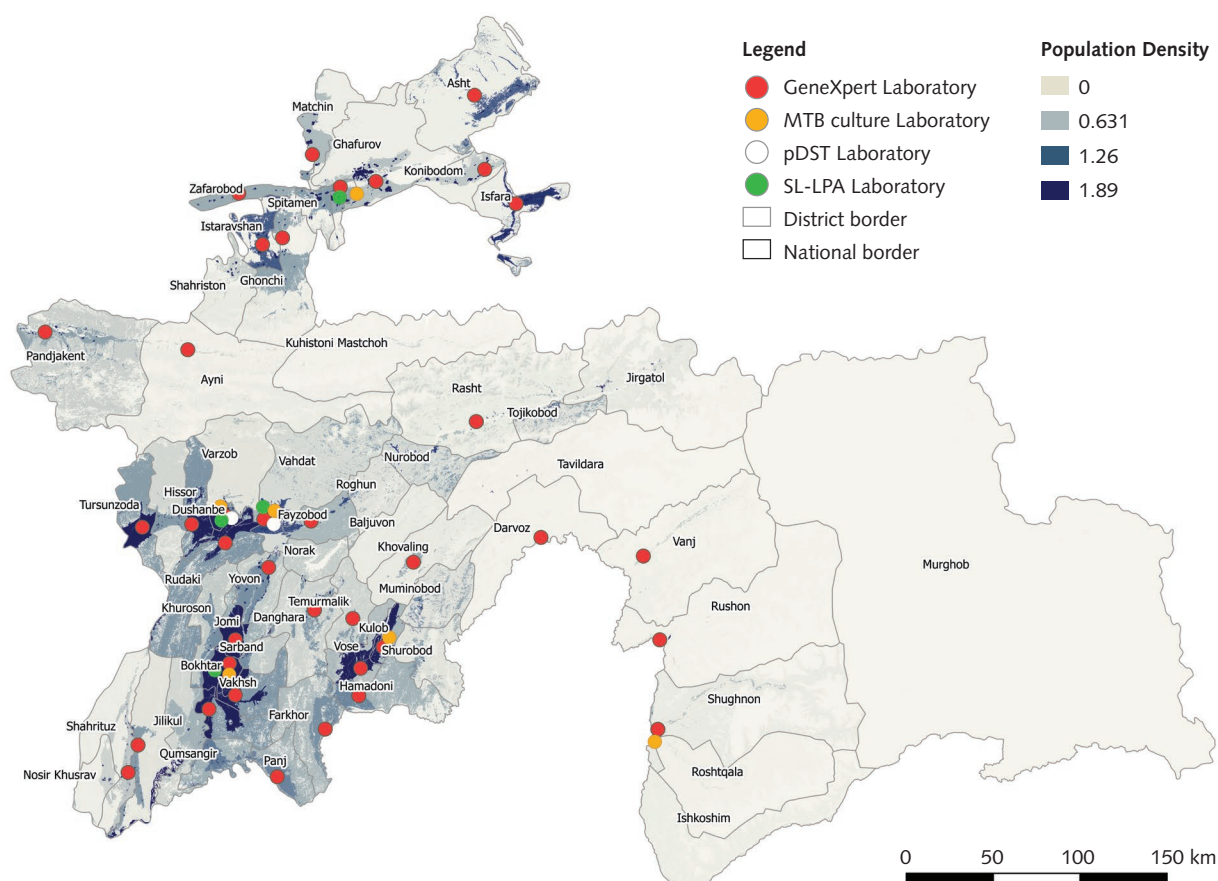 Legend
GeneXpert Laboratory
MTB culture Laboratory
pDST Laboratory
SL-LPA Laboratory
District border
National border
Population Density
0
0.631
1.26
1.89
Asht
Matchin
Ghafurov
Konibodom
Zafarobod
Spitamen
Isfara
Istaravshan
Shahriston
Ghonchi
Kuhistoni Mastchoh
Pandjakent
Ayni
Rasht
Jirgatol
Tojikobod
Varzob
Vahdat
Nurobod
Tavildara
Roghun
Hissor
Tursunzoda
Dushanbe
Fayzobod
Baljuvon
Darvoz
Norak
Khovaling
Vanj
Murghob
Rudaki
Yovon
Muminobod
Khuroson
Temurmalik
Rushon
Danghara
Jomi
Kulob
Sarband
Vose
Shurobod
Bokhtar
Vakhsh
Hamadoni
Shughnon
Shahrituz
Jilikul
Farkhor
Qumsangir
Panj
Nosir Khusrav
Roshtqala
Ishkoshim
0 50 100 150 km